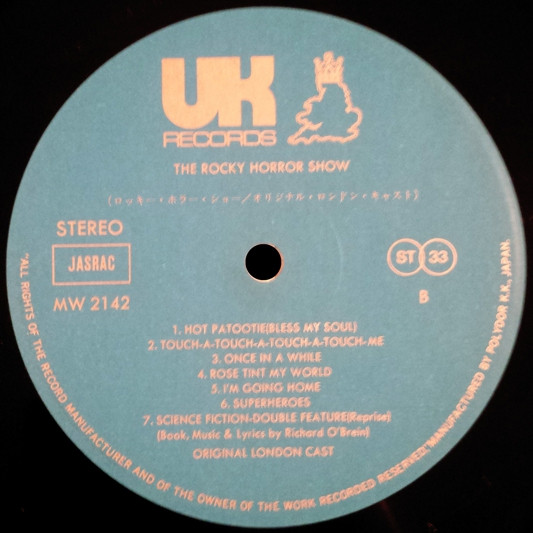 UK
RECORDS
THE ROCKY HORROR SHOW
(ロッキー・ホラー・ショー/オリジナル・ロンドン・キャスト)
STEREO
JASRAC
MW 2142
ST 33
B
1. HOT PATOOTIE(BLESS MY SOUL)
2. TOUCH-A-TOUCH-A-TOUCH-A-TOUCH-ME
3. ONCE IN A WHILE
4. ROSE TINT MY WORLD
5. I'M GOING HOME
6. SUPERHEROES
7. SCIENCE FICTION-DOUBLE FEATURE(Reprise)
(Book, Music & Lyrics by Richard O'Brain)
ORIGINAL LONDON CAST
"ALL RIGHTS OF THE RECORD MANUFACTURER AND OF THE OWNER OF THE WORK RECORDED RESERVED."MANUFACTURED BY POLYDOR K.K., JAPAN.